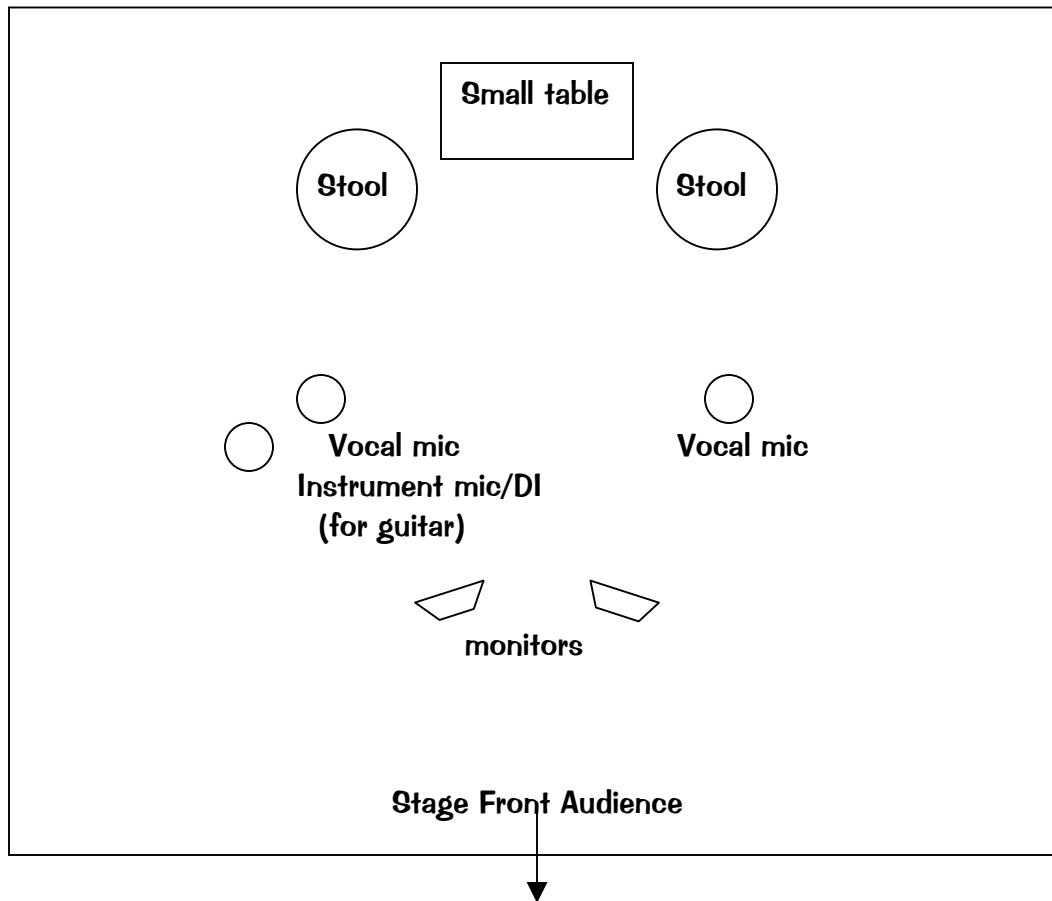 Small table
Stool
Stool
Vocal mic
Vocal mic
Instrument mic/DI
(for guitar)
monitors
Stage Front Audience